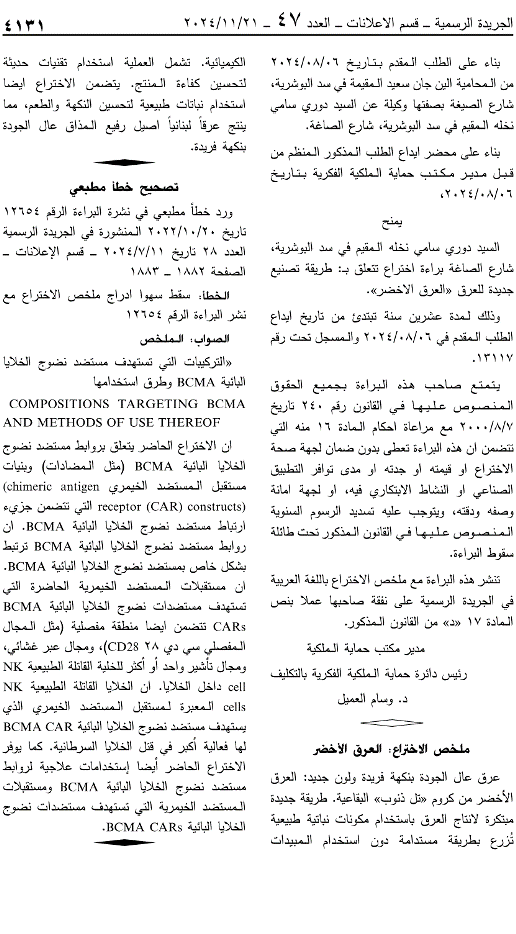 الجريدة الرسمية ــ قسم الاعلانات ــ العدد ٤٧ ــ ٢٠٢٤/١١/٢١
٤١٣١
بناء على الطلب المقدم بتاريخ ٢٠٢٤/٠٨/٠٦
من المحامية الين جان سعيد المقيمة في سد البوشرية،
شارع الصيغة بصفتها وكيلة عن السيد دوري سامي
نخله المقيم في سد البوشرية، شارع الصاغة.
بناء على محضر ايداع الطلب المذكور المنظم من
قبل مدير مكتب حماية الملكية الفكرية بتاريخ
٢٠٢٤/٠٨/٠٦،
يمنح
السيد دوري سامي نخله المقيم في سد البوشرية،
شارع الصاغة براءة اختراع تتعلق بـ: طريقة تصنيع
جديدة للعرق «العرق الاخضر».
وذلك لمدة عشرين سنة تبتدئ من تاريخ ايداع
الطلب المقدم في ٢٠٢٤/٠٨/٠٦ والمسجل تحت رقم
١٣١١٧.
يتمتع صاحب هذه البراءة بجميع الحقوق
المنصوص عليها في القانون رقم ٢٤٠ تاريخ
٢٠٠٠/٨/٧ مع مراعاة احكام المادة ١٦ منه التي
تتضمن ان هذه البراءة تعطى بدون ضمان لجهة صحة
الاختراع او قيمته او جدته او مدى توافر التطبيق
الصناعي او النشاط الابتكاري فيه، او لجهة امانة
وصفه ودقته، ويتوجب عليه تسديد الرسوم السنوية
المنصوص عليها في القانون المذكور تحت طائلة
سقوط البراءة.
تنشر هذه البراءة مع ملخص الاختراع باللغة العربية
في الجريدة الرسمية على نفقة صاحبها عملا بنص
المادة ١٧ «د» من القانون المذكور.
مدير مكتب حماية الملكية
رئيس دائرة حماية الملكية الفكرية بالتكليف
د. وسام العميل
ملخص الاختراع: العرق الأخضر
عرق عال الجودة بنكهة فريدة ولون جديد: العرق
الأخضر من كروم «تل ذنوب» البقاعية. طريقة جديدة
مبتكرة لانتاج العرق باستخدام مكونات نباتية طبيعية
تُزرع بطريقة مستدامة دون استخدام المبيدات
الكيميائية. تشمل العملية استخدام تقنيات حديثة
لتحسين كفاءة المنتج. يتضمن الاختراع ايضا
استخدام نباتات طبيعية لتحسين النكهة والطعم، مما
ينتج عرقاً لبنانياً اصيل رفيع المذاق عال الجودة
بنكهة فريدة.
تصحيح خطأ مطبعي
ورد خطأ مطبعي في نشرة البراءة الرقم ١٢٦٥٤
تاريخ ٢٠٢٢/١٠/٢٠ المنشورة في الجريدة الرسمية
العدد ٢٨ تاريخ ٢٠٢٤/٧/١١ ــ قسم الإعلانات ــ
الصفحة ١٨٨٢ ــ ١٨٨٣
الخطأ: سقط سهوا ادراج ملخص الاختراع مع
نشر البراءة الرقم ١٢٦٥٤
الصواب: الملخص
«التركيبات التي تستهدف مستضد نضوج الخلايا
البائية BCMA وطرق استخدامها
COMPOSITIONS TARGETING BCMA
AND METHODS OF USE THEREOF
ان الاختراع الحاضر يتعلق بروابط مستضد نضوج
الخلايا البائية BCMA (مثل المضادات) وبنيات
مستقبل المستضد الخيمري (chimeric antigen
receptor (CAR) constructs) التي تتضمن جزيء
ارتباط مستضد نضوج الخلايا البائية BCMA. ان
روابط مستضد نضوج الخلايا البائية BCMA ترتبط
بشكل خاص بمستضد نضوج الخلايا البائية BCMA.
ان مستقبلات المستضد الخيمرية الحاضرة التي
تستهدف مستضدات نضوج الخلايا البائية BCMA
CARs تتضمن ايضا منطقة مفصلية (مثل المجال
المفصلي سي دي ٢٨ CD28)، ومجال عبر غشائي،
ومجال تأشير واحد أو أكثر للخلية القاتلة الطبيعية NK
cell داخل الخلايا. ان الخلايا القاتلة الطبيعية NK
cells المعبرة لمستقبل المستضد الخيمري الذي
يستهدف مستضد نضوج الخلايا البائية BCMA CAR
لها فعالية أكبر في قتل الخلايا السرطانية. كما يوفر
الاختراع الحاضر أيضا إستخدامات علاجية لروابط
مستضد نضوج الخلايا البائية BCMA ومستقبلات
المستضد الخيمرية التي تستهدف مستضدات نضوج
الخلايا البائية BCMA CARs.